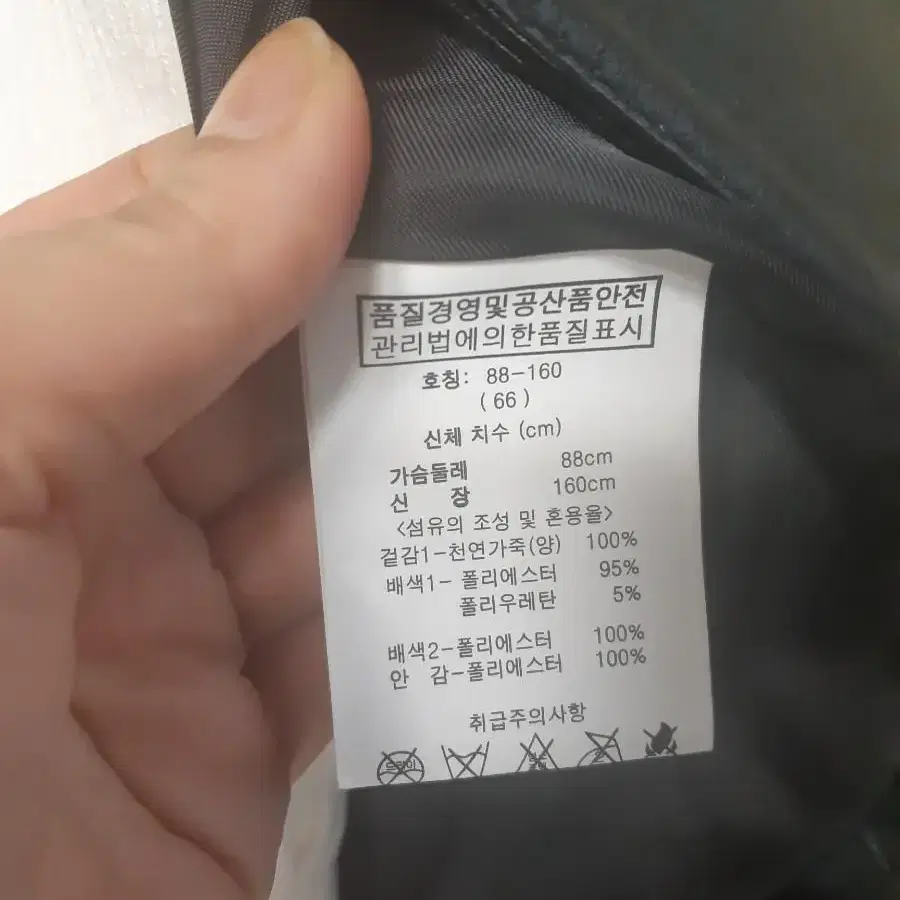 품질경영및공산품안전
관리법에의한품질표시
호칭: 88-160
(66)
신체 치수 (cm)
가슴둘레 88cm
신 장 160cm
<섬유의 조성 및 혼용율>
겉감1-천연가죽(양) 100%
배색1- 폴리에스터 95%
폴리우레탄 5%
배색2-폴리에스터 100%
안 감-폴리에스터 100%
취급주의사항
드라이